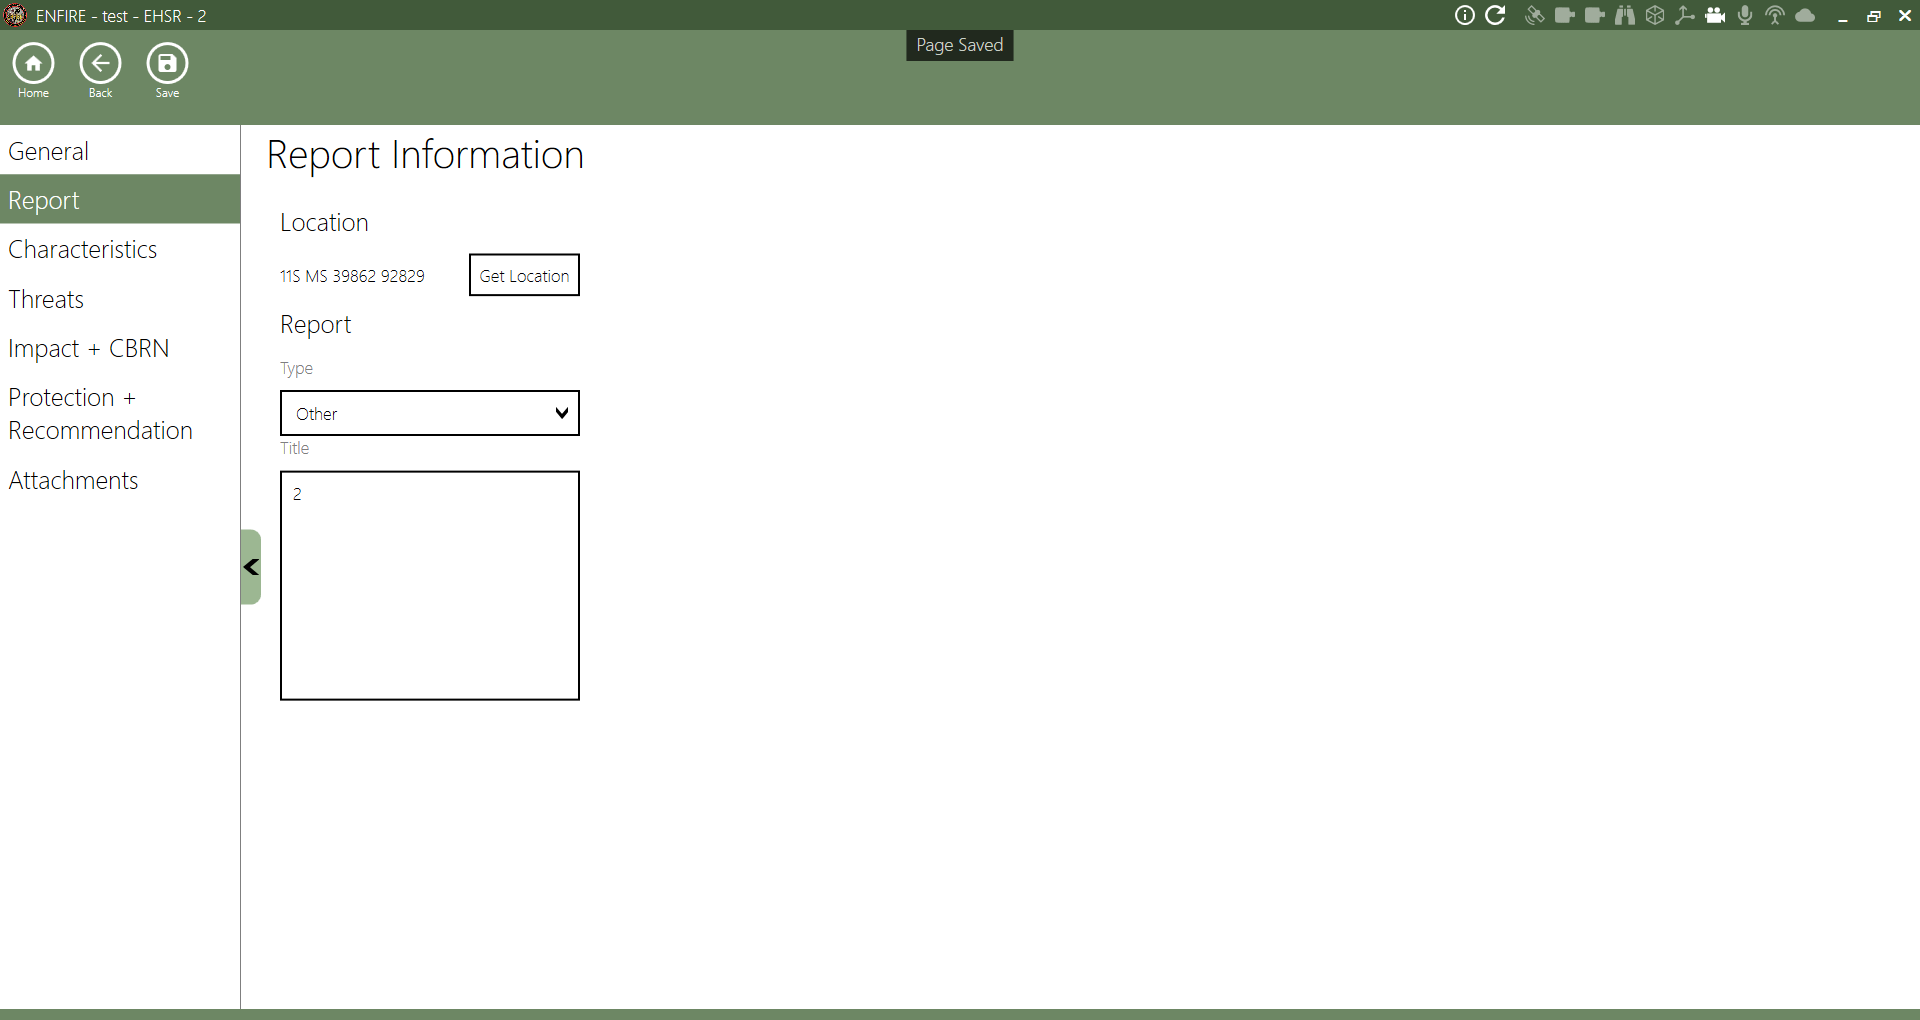 ENFIRE - test - EHSR - 2
Page Saved
Home
Back
Save
General
Report
Characteristics
Threats
Impact + CBRN
Protection +
Recommendation
Attachments
Report Information
Location
11S MS 39862 92829
Get Location
Report
Type
Other
Title
2